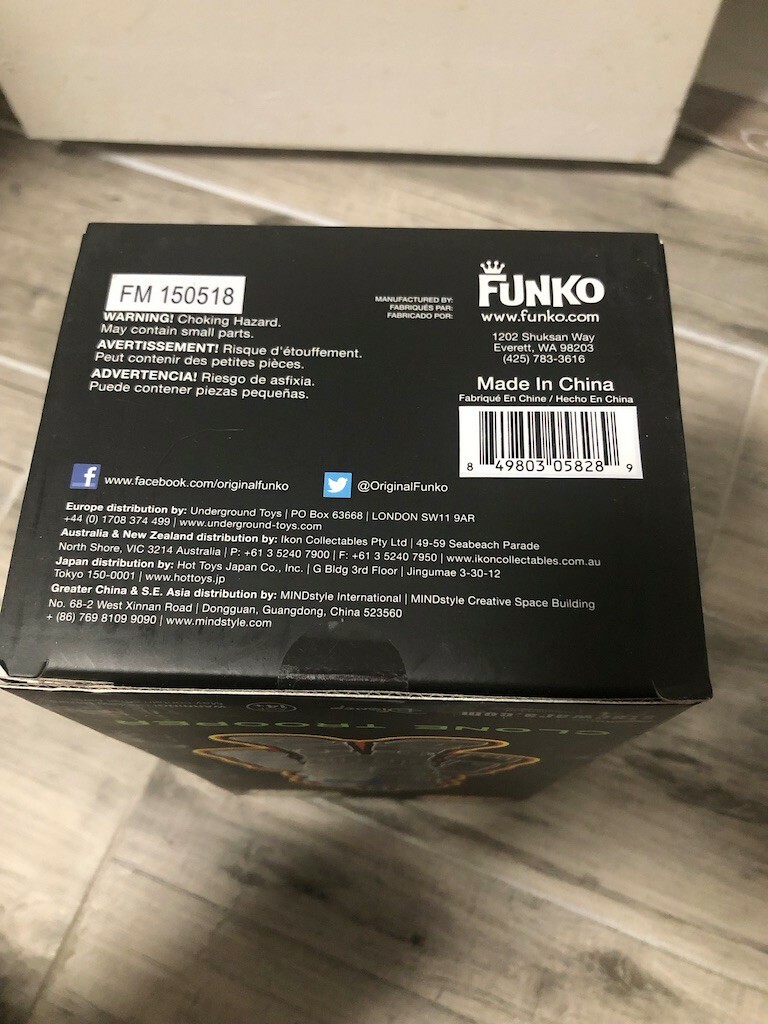 FM 150518
WARNING! Choking Hazard.
May contain small parts.
AVERTISSEMENT! Risque d'étouffement.
Peut contenir des petites pièces.
ADVERTENCIA! Riesgo de asfixia.
Puede contener piezas pequeñas.
MANUFACTURED BY:
FABRIQUÉS PAR:
FABRICADO POR:
FUNKO
www.funko.com
1202 Shuksan Way
Everett, WA 98203
(425) 783-3616
Made In China
Fabriqué En Chine / Hecho En China
8 49803 05828 9
f www.facebook.com/originalfunko
@OriginalFunko
Europe distribution by: Underground Toys | PO Box 63668 | LONDON SW11 9AR
+44 (0) 1708 374 499 | www.underground-toys.com
Australia & New Zealand distribution by: Ikon Collectables Pty Ltd | 49-59 Seabeach Parade
North Shore, VIC 3214 Australia | P: +61 3 5240 7900 | F: +61 3 5240 7950 | www.ikoncollectables.com.au
Japan distribution by: Hot Toys Japan Co., Inc. | G Bldg 3rd Floor | Jingumae 3-30-12
Tokyo 150-0001 | www.hottoys.jp
Greater China & S.E. Asia distribution by: MINDstyle International | MINDstyle Creative Space Building
No. 68-2 West Xinnan Road | Dongguan, Guangdong, China 523560
+ (86) 769 8109 9090 | www.mindstyle.com
starwars.com
Disney
CLONE TROOPER